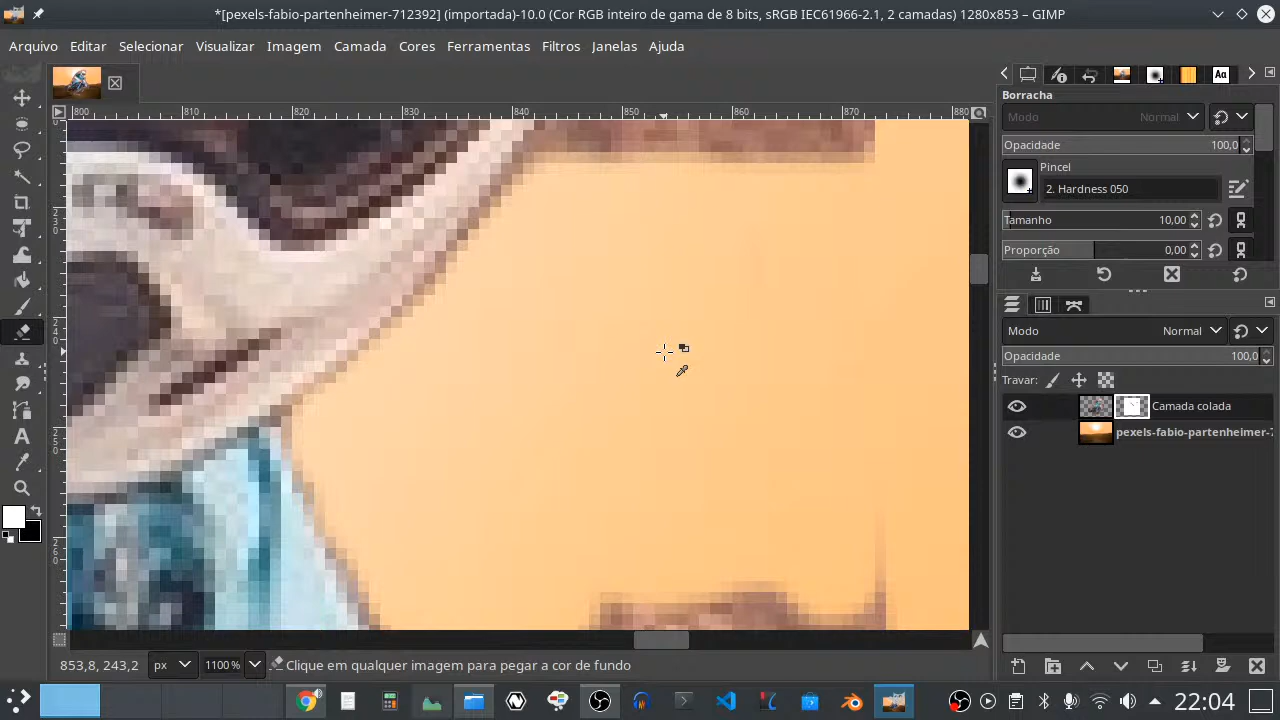 *[pexels-fabio-partenheimer-712392] (importada)-10.0 (Cor RGB inteiro de gama de 8 bits, sRGB IEC61966-2.1, 2 camadas) 1280x853 – GIMP
Arquivo Editar Selecionar Visualizar Imagem Camada Cores Ferramentas Filtros Janelas Ajuda
800 810 820 830 840 850 860 870 880
Borracha
Modo Normal
Opacidade 100,0
Pincel
2. Hardness 050
Tamanho 10,00
Proporção 0,00
230
240
250
260
Modo Normal
Opacidade 100,0
Travar:
Camada colada
pexels-fabio-partenheimer-7
853,8, 243,2 px 1100 % Clique em qualquer imagem para pegar a cor de fundo
22:04